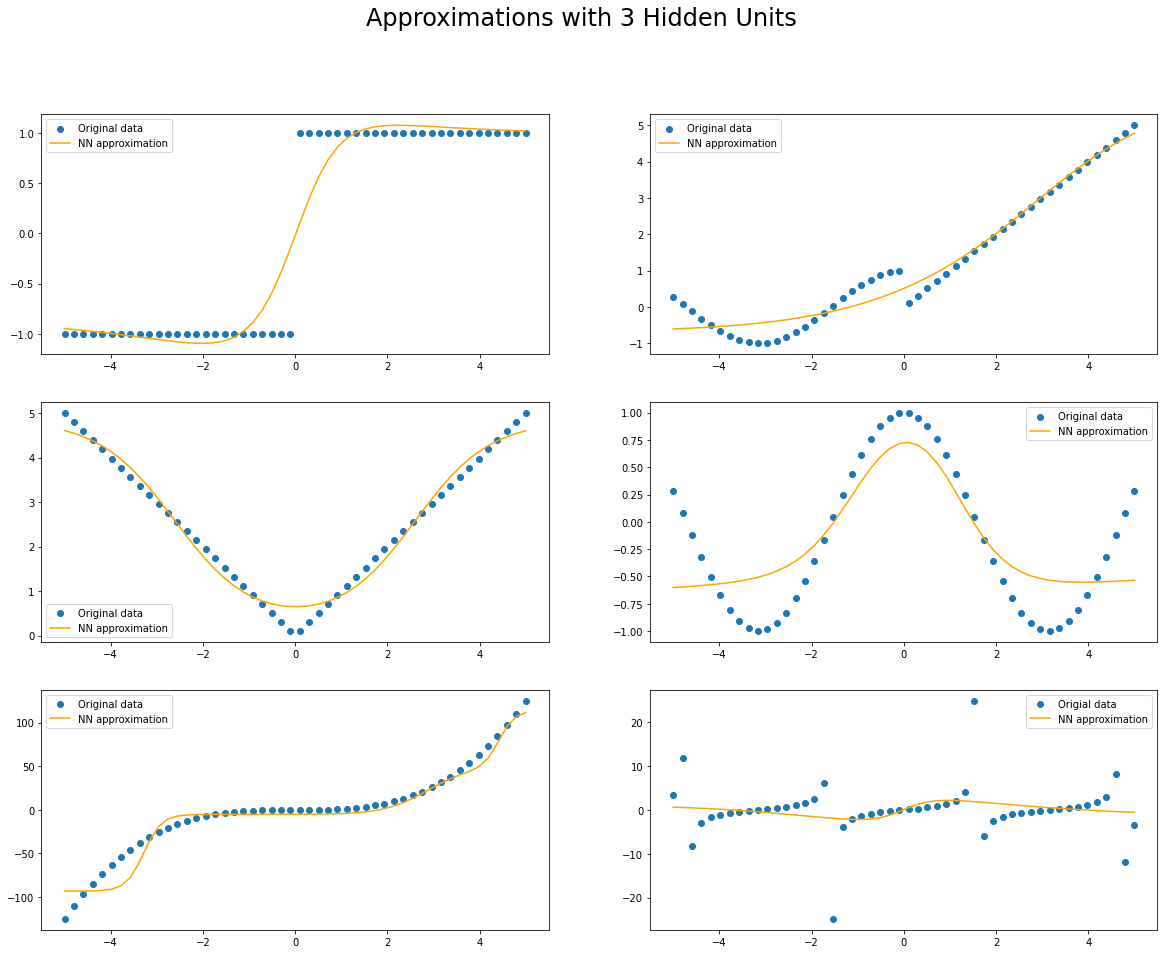 Approximations with 3 Hidden Units
Original data
NN approximation
1.0
0.5
0.0
−0.5
−1.0
−4 −2 0 2 4
Original data
NN approximation
5
4
3
2
1
0
−1
−4 −2 0 2 4
5
4
3
2
1
0
Original data
NN approximation
−4 −2 0 2 4
Original data
NN approximation
1.00
0.75
0.50
0.25
0.00
−0.25
−0.50
−0.75
−1.00
−4 −2 0 2 4
Original data
NN approximation
100
50
0
−50
−100
−4 −2 0 2 4
Origial data
NN approximation
20
10
0
−10
−20
−4 −2 0 2 4